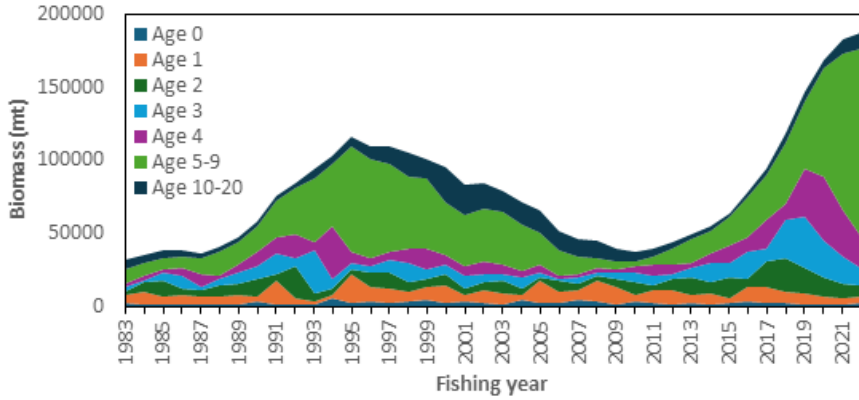 200000
150000
100000
50000
0
Biomass (mt)
Age 0
Age 1
Age 2
Age 3
Age 4
Age 5-9
Age 10-20
1983
1985
1987
1989
1991
1993
1995
1997
1999
2001
2003
2005
2007
2009
2011
2013
2015
2017
2019
2021
Fishing year